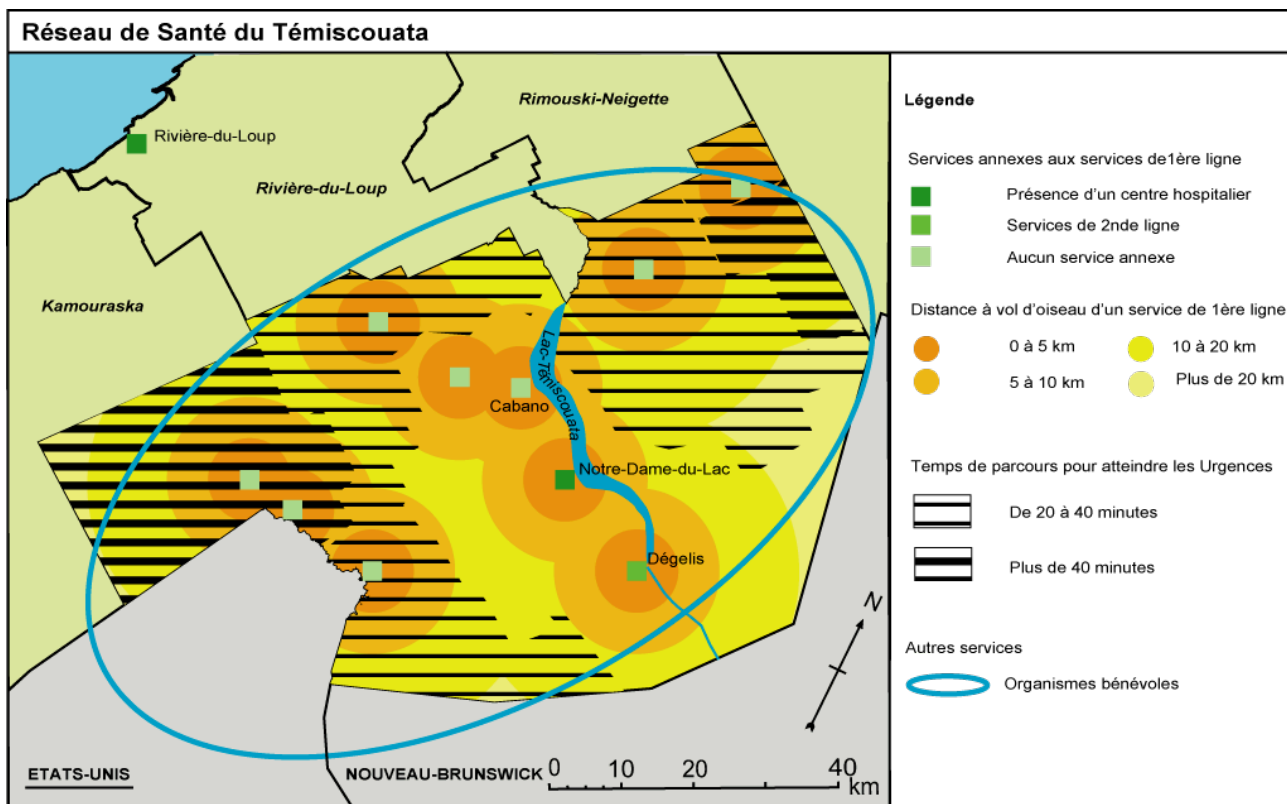 Réseau de Santé du Témiscouata
Rimouski-Neigette
Rivière-du-Loup
Rivière-du-Loup
Kamouraska
Lac-Témiscouata
Cabano
Notre-Dame-du-Lac
Dégelis
N
ETATS-UNIS
NOUVEAU-BRUNSWICK
0 10 20 40
km
Légende
Services annexes aux services de1ère ligne
Présence d'un centre hospitalier
Services de 2nde ligne
Aucun service annexe
Distance à vol d'oiseau d'un service de 1ère ligne
0 à 5 km 10 à 20 km
5 à 10 km Plus de 20 km
Temps de parcours pour atteindre les Urgences
De 20 à 40 minutes
Plus de 40 minutes
Autres services
Organismes bénévoles